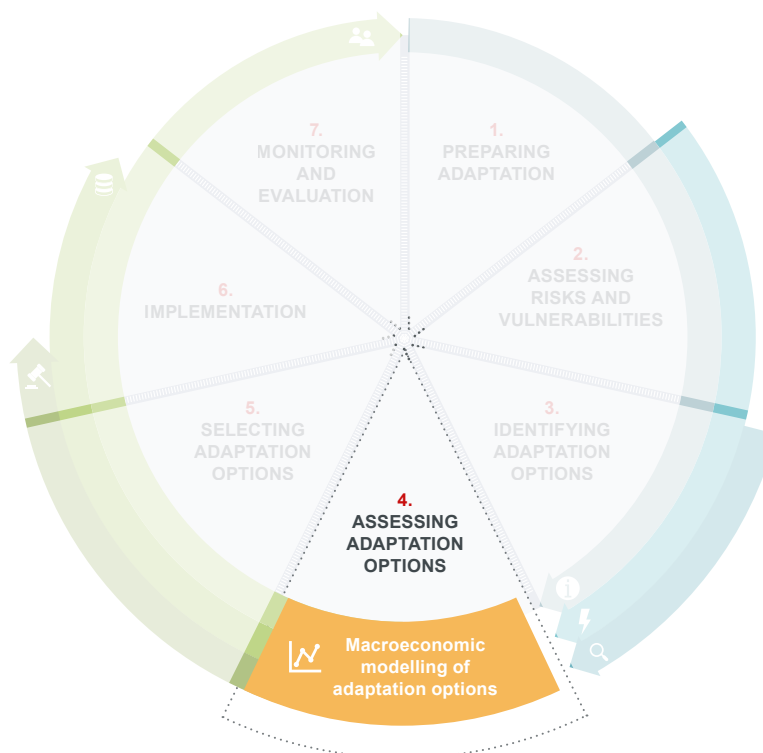 1.
PREPARING
ADAPTATION
2.
ASSESSING
RISKS AND
VULNERABILITIES
3.
IDENTIFYING
ADAPTATION
OPTIONS
4.
ASSESSING
ADAPTATION
OPTIONS
Macroeconomic
modelling of
adaptation options
5.
SELECTING
ADAPTATION
OPTIONS
6.
IMPLEMENTATION
7.
MONITORING
AND
EVALUATION